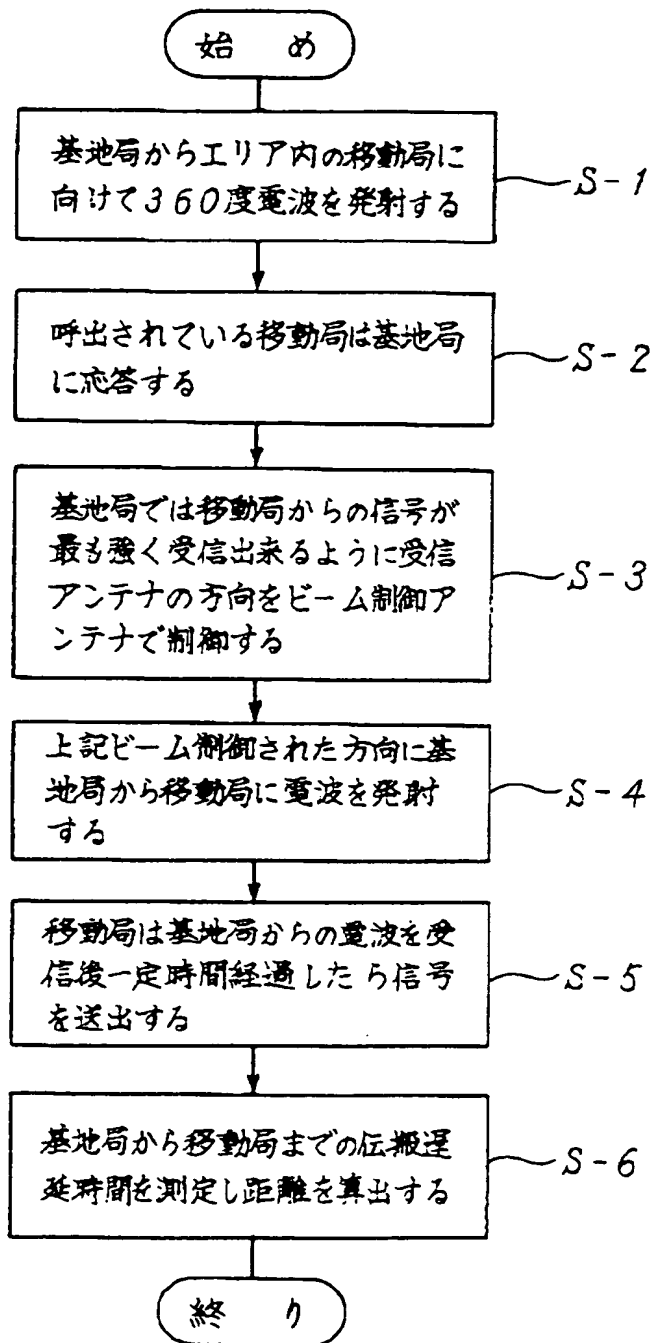 始 め
基地局からエリア内の移動局に
向けて360度電波を発射する
S-1
呼出されている移動局は基地局
に応答する
S-2
基地局では移動局からの信号が
最も強く受信出来るように受信
アンテナの方向をビーム制御ア
ンテナで制御する
S-3
上記ビーム制御された方向に基
地局から移動局に電波を発射
する
S-4
移動局は基地局からの電波を受
信後一定時間経過したら信号
を送出する
S-5
基地局から移動局までの伝搬遅
延時間を測定し距離を算出する
S-6
終 り